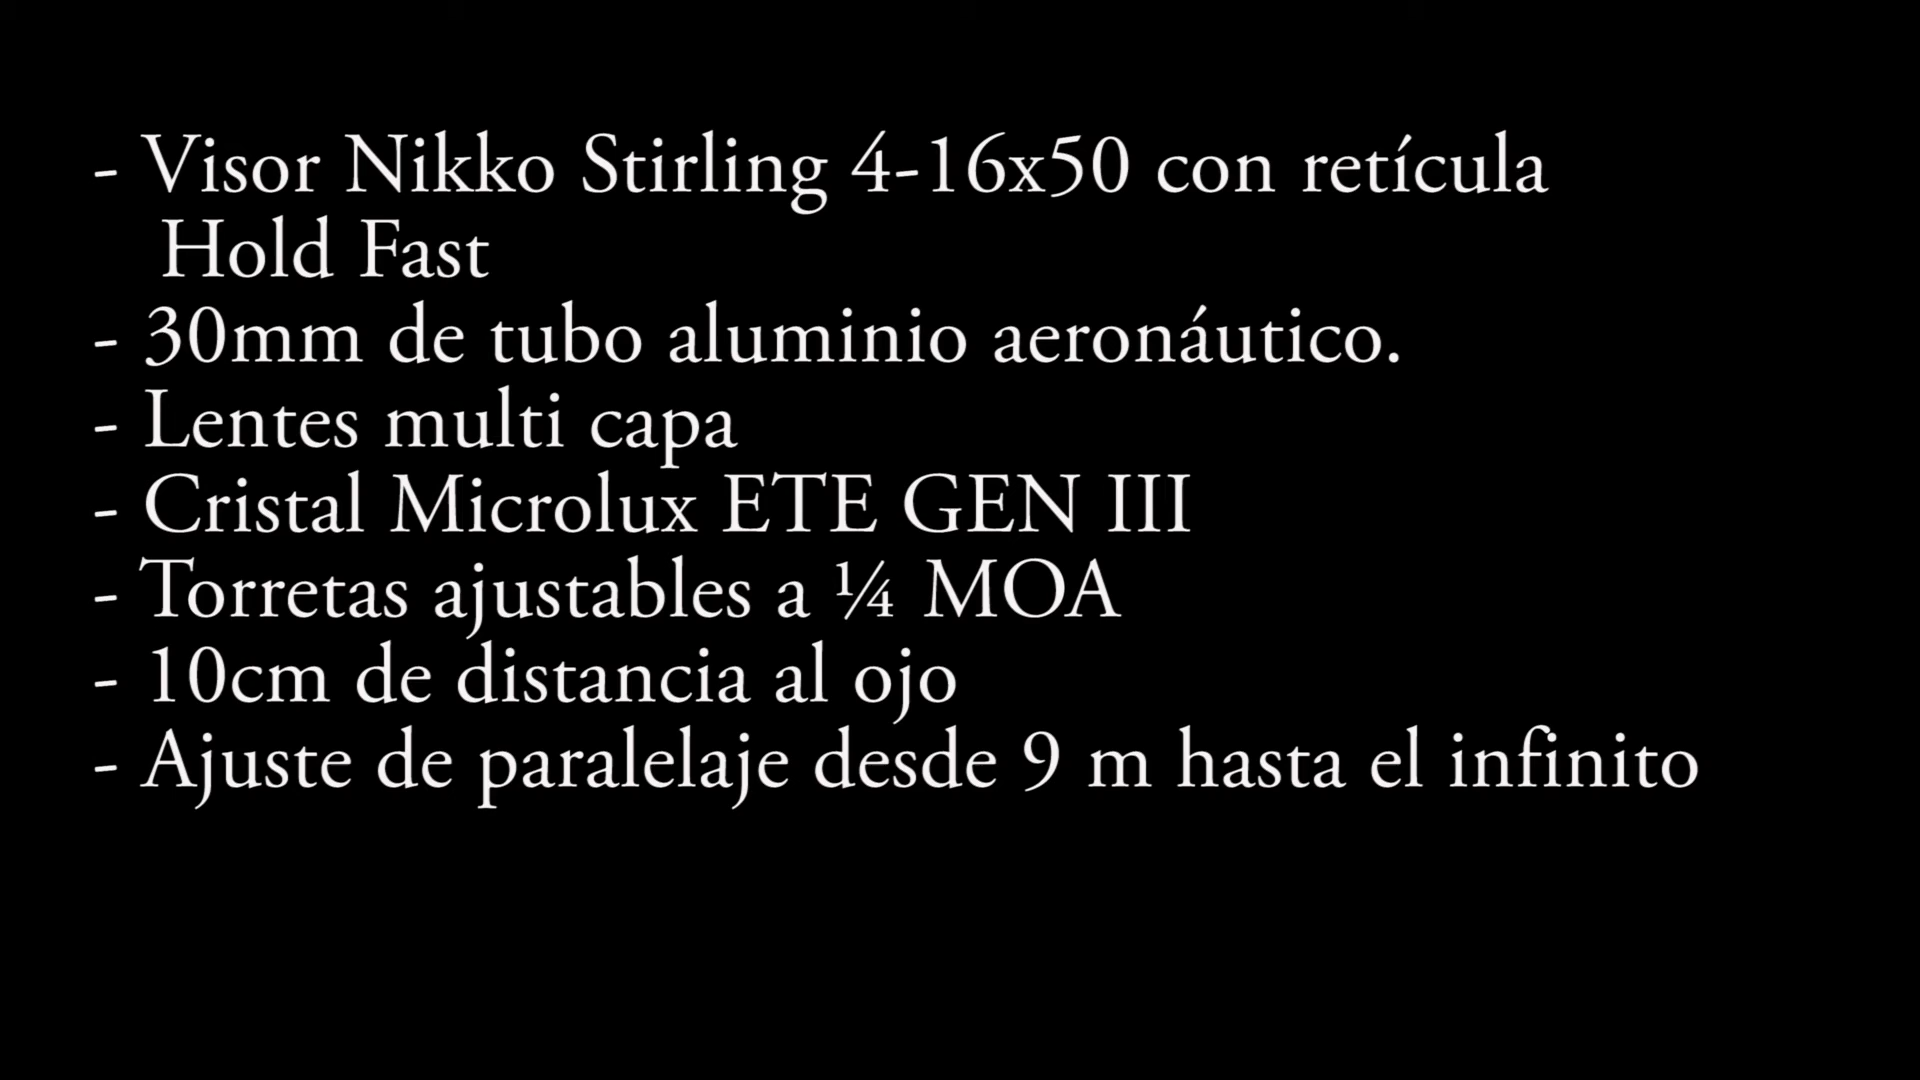 - Visor Nikko Stirling 4-16x50 con retícula
Hold Fast
- 30mm de tubo aluminio aeronáutico.
- Lentes multi capa
- Cristal Microlux ETE GEN III
- Torretas ajustables a ¼ MOA
- 10cm de distancia al ojo
- Ajuste de paralelaje desde 9 m hasta el infinito